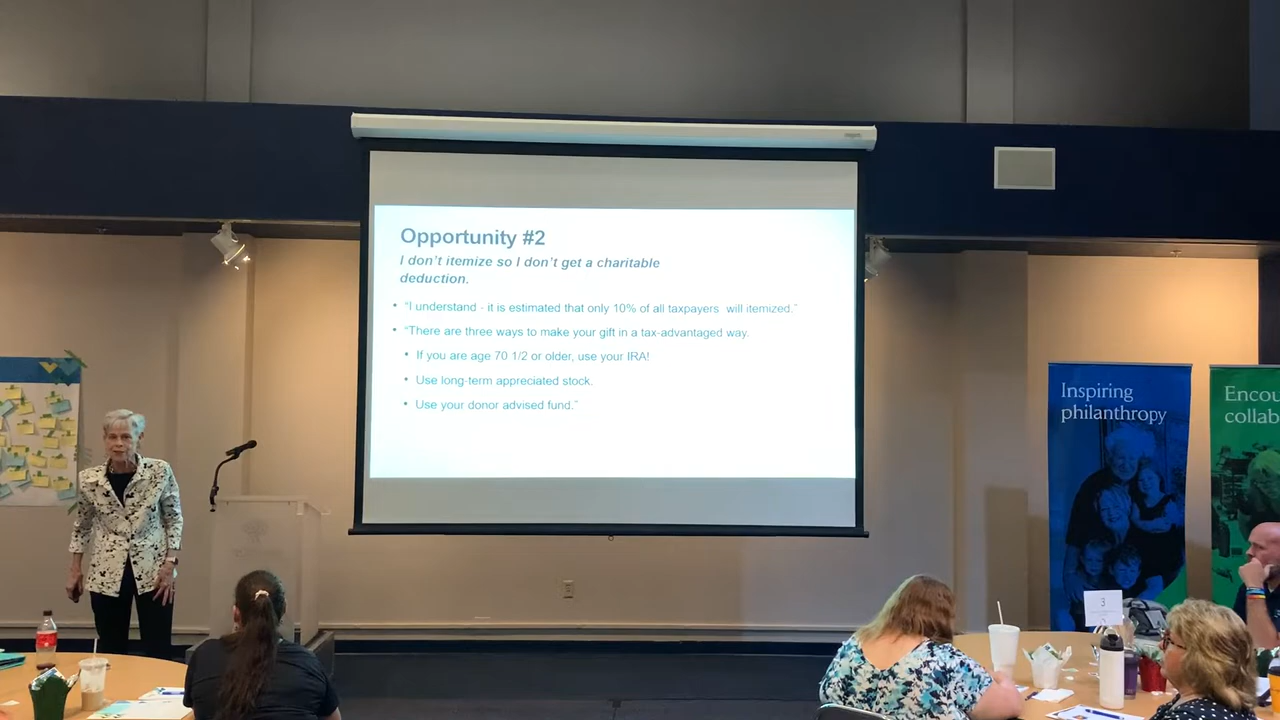 Opportunity #2
I don't itemize so I don't get a charitable
deduction.
• "I understand - it is estimated that only 10% of all taxpayers will itemized."
• "There are three ways to make your gift in a tax-advantaged way.
• If you are age 70 1/2 or older, use your IRA!
• Use long-term appreciated stock.
• Use your donor advised fund."
Inspiring
philanthropy
Encou
collab
3